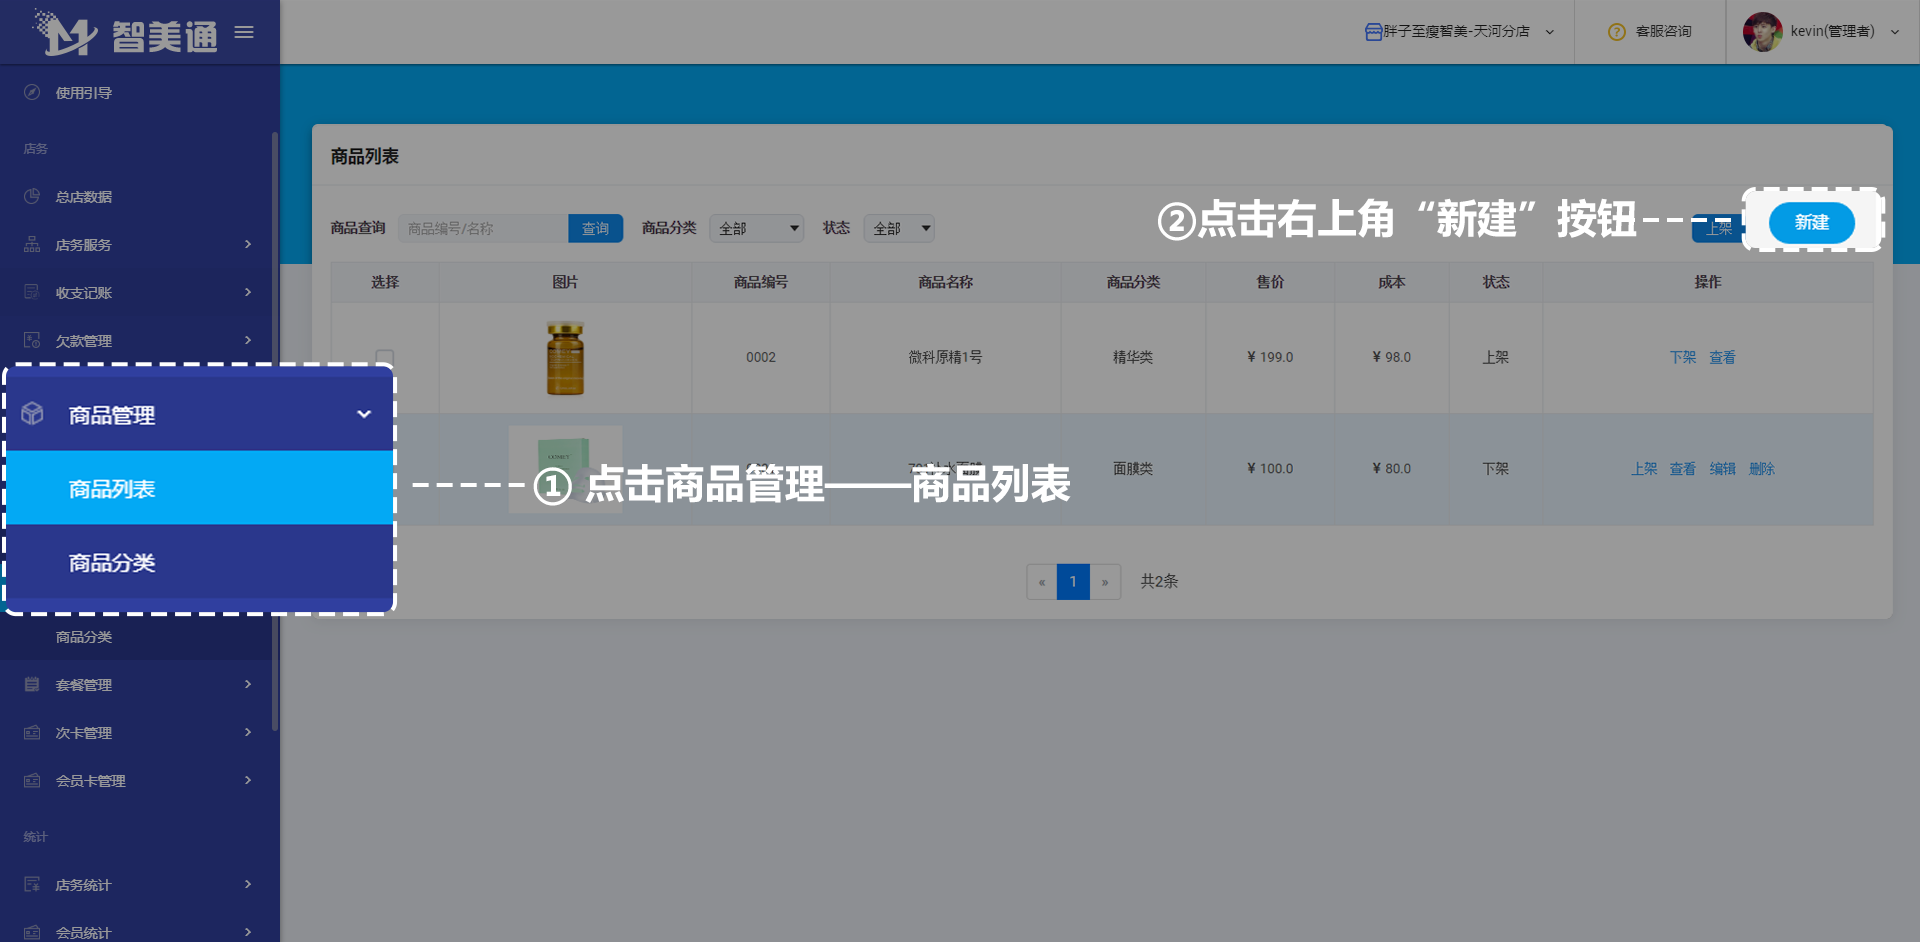 智美通
胖子至瘦智美-天河分店
客服咨询
kevin(管理者)
使用引导
店务
总店数据
店务服务
收支记账
欠款管理
商品管理
商品列表
商品分类
商品分类
套餐管理
次卡管理
会员卡管理
统计
店务统计
会员统计
商品列表
商品查询 商品编号/名称 查询 商品分类 全部 状态 全部
②点击右上角“新建”按钮
上架 新建
选择 图片 商品编号 商品名称 商品分类 售价 成本 状态 操作
0002 微科原精1号 精华类 ¥ 199.0 ¥ 98.0 上架 下架 查看
面膜类 ¥ 100.0 ¥ 80.0 下架 上架 查看 编辑 删除
① 点击商品管理——商品列表
« 1 » 共2条